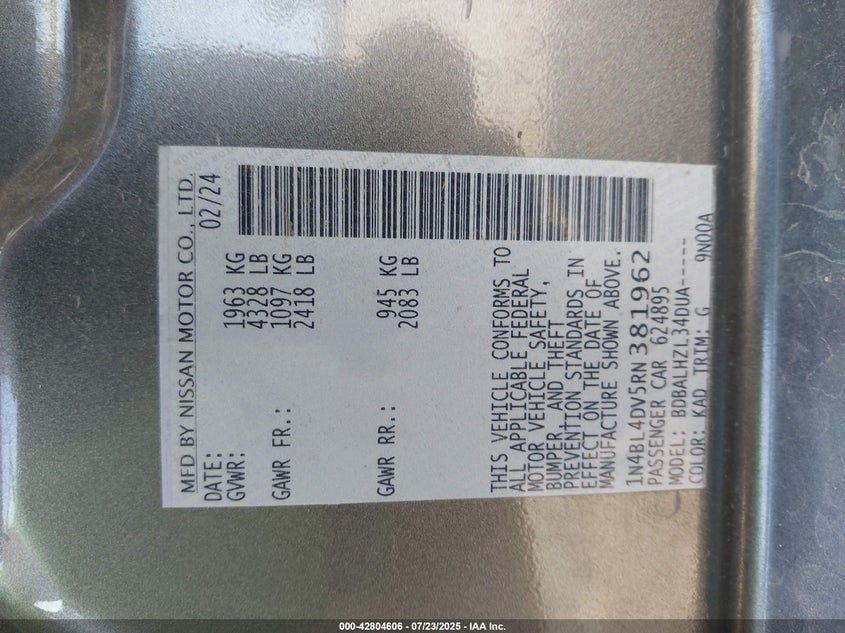 MFD BY NISSAN MOTOR CO., LTD.
DATE: 02/24
GVWR: 1963 KG
4328 LB
GAWR FR.: 1097 KG
2418 LB
GAWR RR.: 945 KG
2083 LB
THIS VEHICLE CONFORMS TO
ALL APPLICABLE FEDERAL
MOTOR VEHICLE SAFETY,
BUMPER, AND THEFT
PREVENTION STANDARDS IN
EFFECT ON THE DATE OF
MANUFACTURE SHOWN ABOVE.
1N4BL4DV5RN381962
PASSENGER CAR 624895
MODEL: BDBALHZL34DUA-----
COLOR: KAD TRIM: G 9N00A
000-42804606 - 07/23/2025 - IAA Inc.